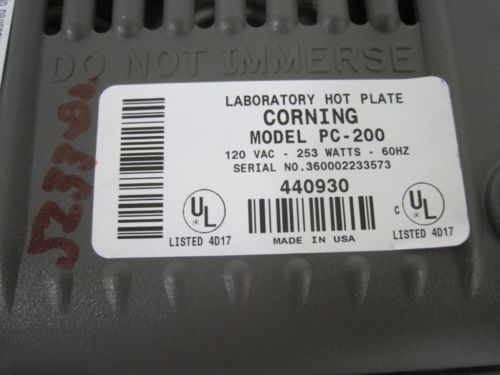 DO NOT IMMERSE
LABORATORY HOT PLATE
CORNING
MODEL PC-200
120 VAC - 253 WATTS - 60HZ
SERIAL NO.360002233573
440930
UL
LISTED 4D17
MADE IN USA
C UL
LISTED 4D17